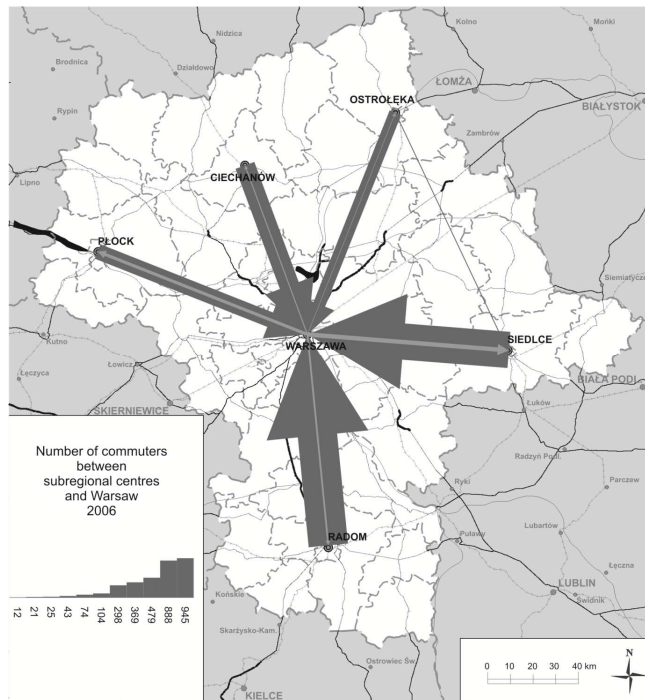 Nidzica
Kolno
Mońki
Brodnica
Działdowo
ŁOMŻA
OSTROŁĘKA
BIAŁYSTOK
Rypin
Zambrów
CIECHANÓW
Lipno
PŁOCK
Siemiatycze
Kutno
SIEDLCE
WARSZAWA
Łowicz
Łęczyca
BIAŁA PODL.
SKIERNIEWICE
Łuków
Number of commuters
between
subregional centres
and Warsaw
2006
Radzyń Podl.
Ryki
Parczew
RADOM
Puławy
Lubartów
12 21 25 43 74 104 298 369 479 888 945
Końskie
Łęczna
LUBLIN
Świdnik
Skarżysko-Kam.
N
Ostrowiec Św.
0 10 20 30 40 km
KIELCE